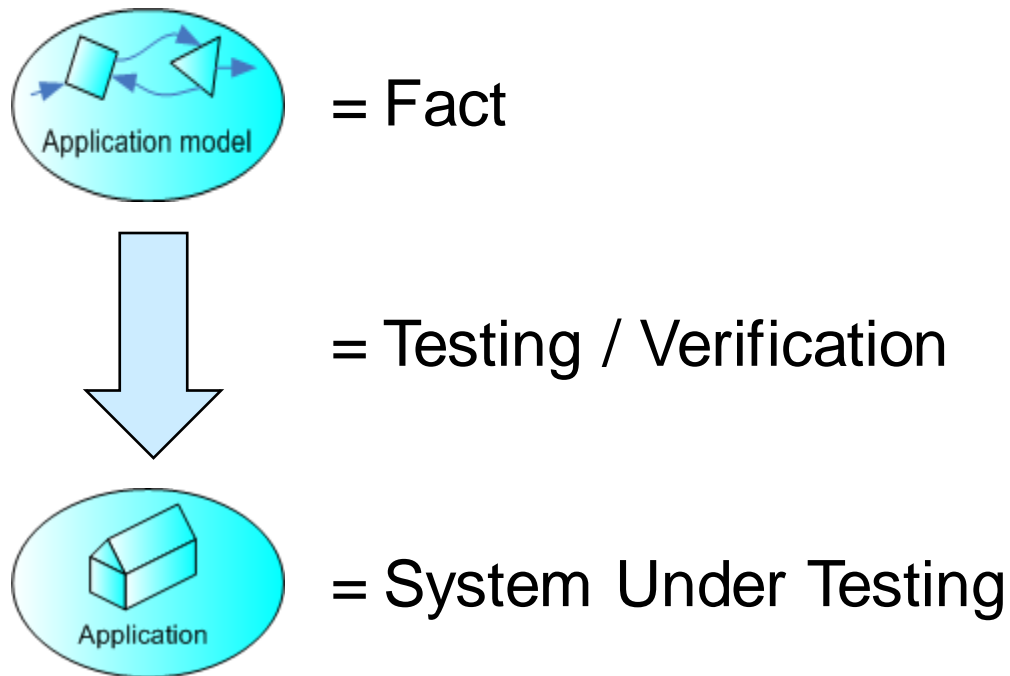 Application model
= Fact
= Testing / Verification
Application
= System Under Testing